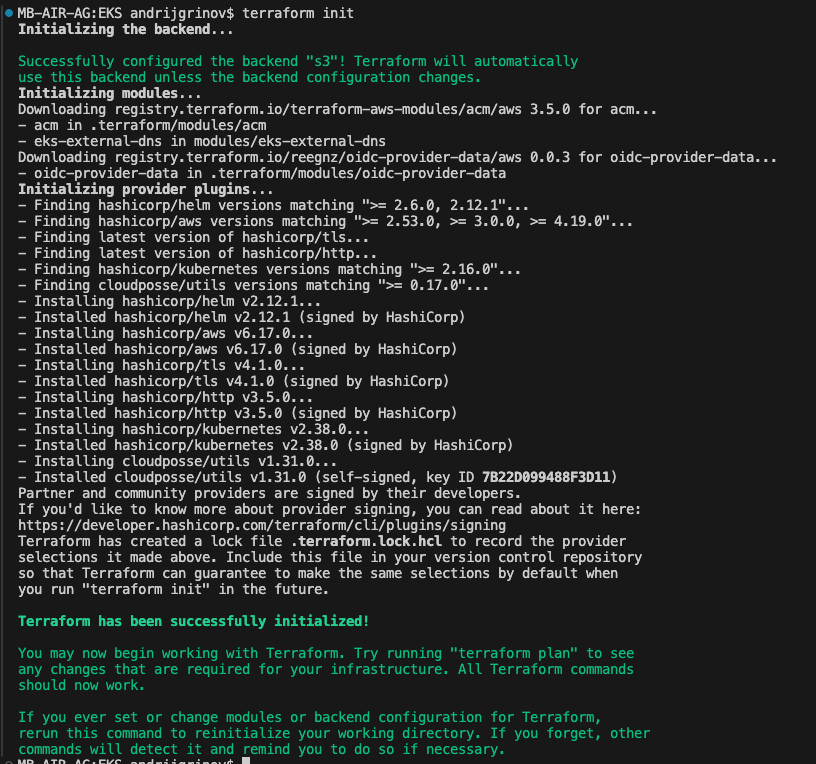 MB-AIR-AG:EKS andrijgrinov$ terraform init
Initializing the backend...
Successfully configured the backend "s3"! Terraform will automatically
use this backend unless the backend configuration changes.
Initializing modules...
Downloading registry.terraform.io/terraform-aws-modules/acm/aws 3.5.0 for acm...
- acm in .terraform/modules/acm
- eks-external-dns in modules/eks-external-dns
Downloading registry.terraform.io/reegnz/oidc-provider-data/aws 0.0.3 for oidc-provider-data...
- oidc-provider-data in .terraform/modules/oidc-provider-data
Initializing provider plugins...
- Finding hashicorp/helm versions matching ">= 2.6.0, 2.12.1"...
- Finding hashicorp/aws versions matching ">= 2.53.0, >= 3.0.0, >= 4.19.0"...
- Finding latest version of hashicorp/tls...
- Finding latest version of hashicorp/http...
- Finding hashicorp/kubernetes versions matching ">= 2.16.0"...
- Finding cloudposse/utils versions matching ">= 0.17.0"...
- Installing hashicorp/helm v2.12.1...
- Installed hashicorp/helm v2.12.1 (signed by HashiCorp)
- Installing hashicorp/aws v6.17.0...
- Installed hashicorp/aws v6.17.0 (signed by HashiCorp)
- Installing hashicorp/tls v4.1.0...
- Installed hashicorp/tls v4.1.0 (signed by HashiCorp)
- Installing hashicorp/http v3.5.0...
- Installed hashicorp/http v3.5.0 (signed by HashiCorp)
- Installing hashicorp/kubernetes v2.38.0...
- Installed hashicorp/kubernetes v2.38.0 (signed by HashiCorp)
- Installing cloudposse/utils v1.31.0...
- Installed cloudposse/utils v1.31.0 (self-signed, key ID 7B22D099488F3D11)
Partner and community providers are signed by their developers.
If you'd like to know more about provider signing, you can read about it here:
https://developer.hashicorp.com/terraform/cli/plugins/signing
Terraform has created a lock file .terraform.lock.hcl to record the provider
selections it made above. Include this file in your version control repository
so that Terraform can guarantee to make the same selections by default when
you run "terraform init" in the future.
Terraform has been successfully initialized!
You may now begin working with Terraform. Try running "terraform plan" to see
any changes that are required for your infrastructure. All Terraform commands
should now work.
If you ever set or change modules or backend configuration for Terraform,
rerun this command to reinitialize your working directory. If you forget, other
commands will detect it and remind you to do so if necessary.
MB-AIR-AG:EKS andrijgrinov$